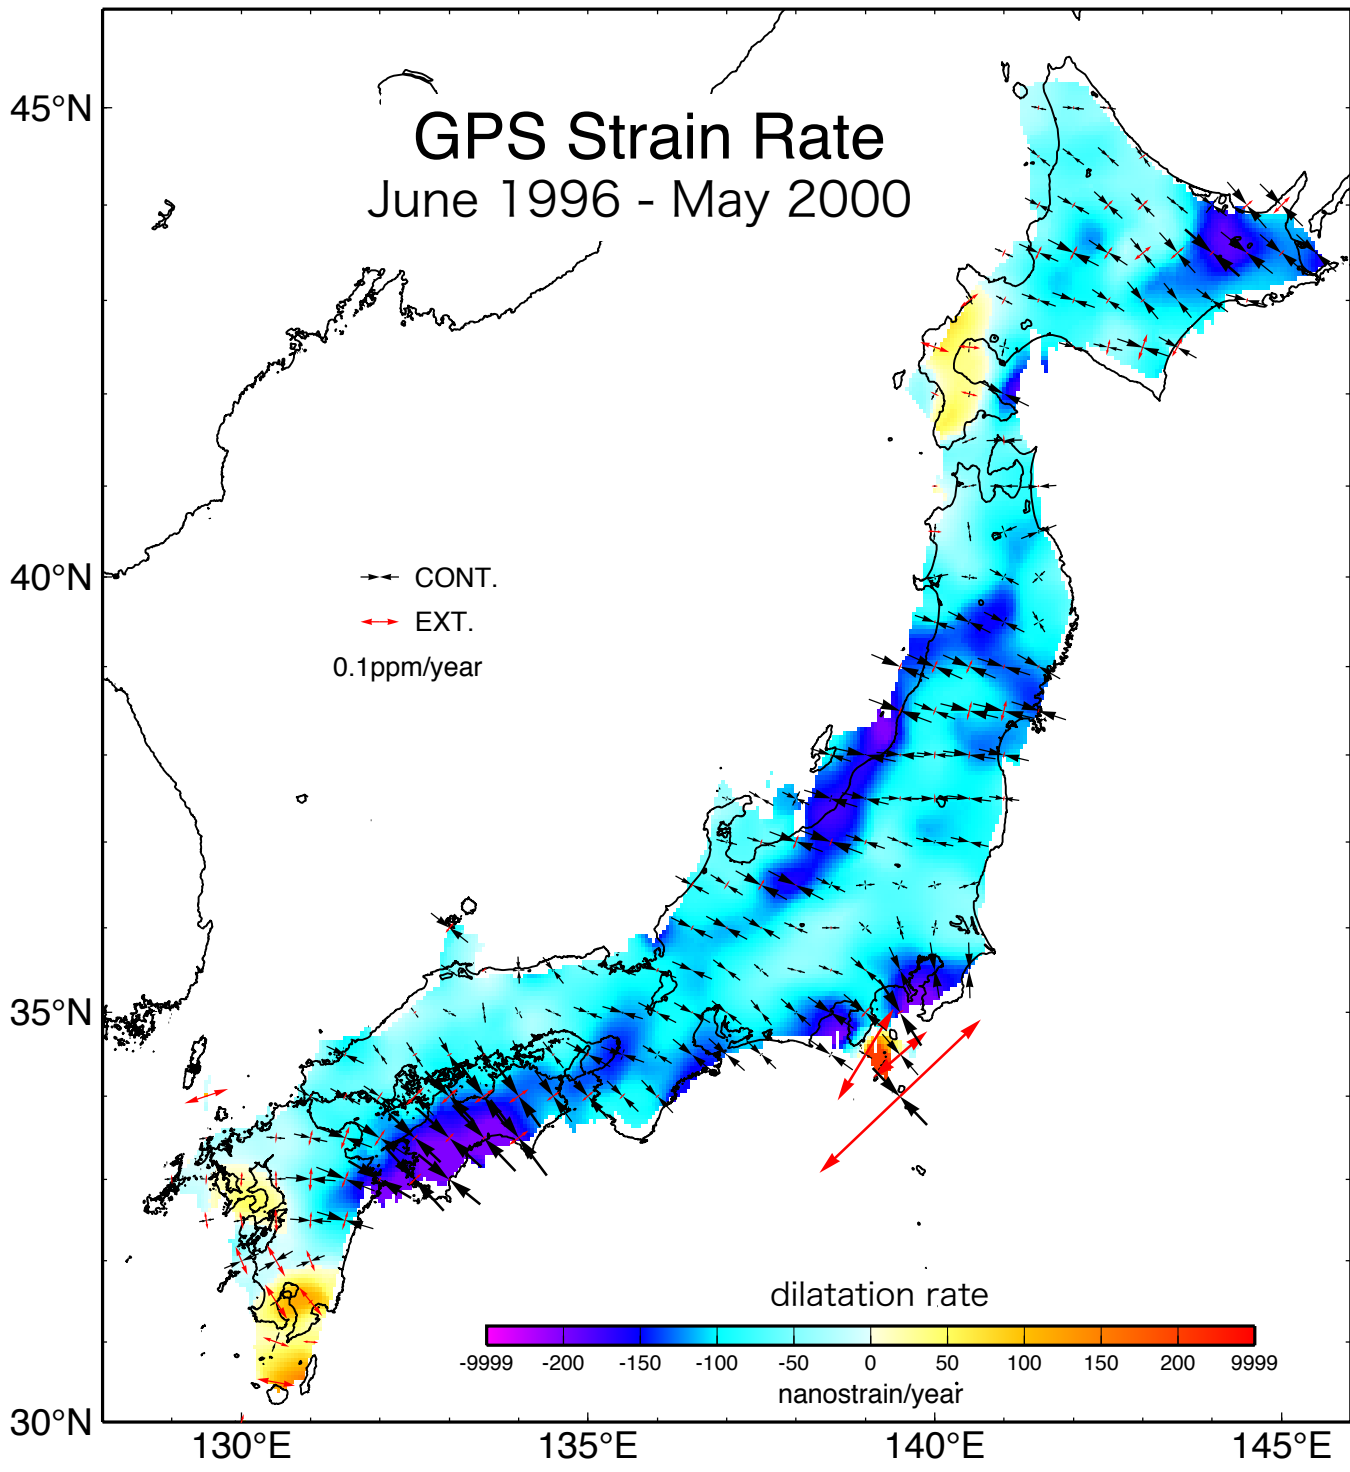 GPS Strain Rate
June 1996 - May 2000
45°N
40°N
35°N
30°N
CONT.
EXT.
0.1ppm/year
dilatation rate
-9999 -200 -150 -100 -50 0 50 100 150 200 9999
nanostrain/year
130°E 135°E 140°E 145°E